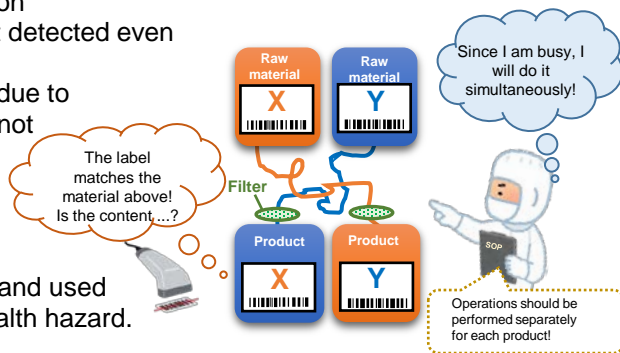 on
t detected even
due to
not
and used
alth hazard.
Raw
material
X
Raw
material
Y
Since I am busy, I
will do it
simultaneously!
The label
matches the
material above!
Is the content ...?
Filter
Product
X
Product
Y
SOP
Operations should be
performed separately
for each product!